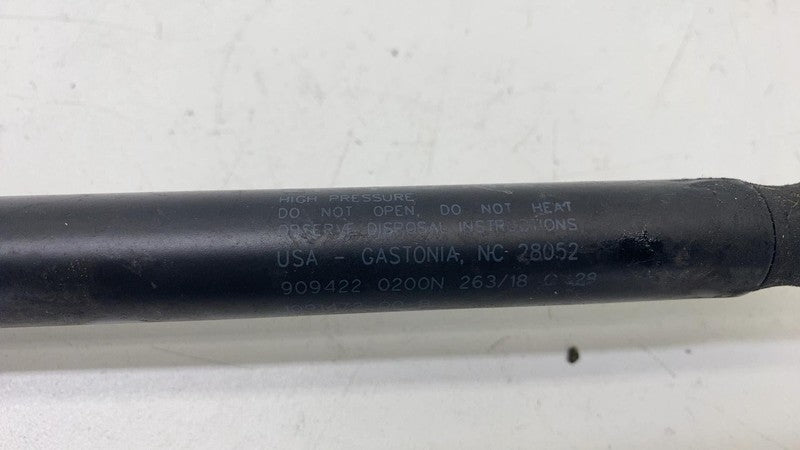 HIGH PRESSURE
DO NOT OPEN, DO NOT HEAT
OBSERVE DISPOSAL INSTRUCTIONS
USA - GASTONIA, NC 28052
909422 0200N 263/18 C